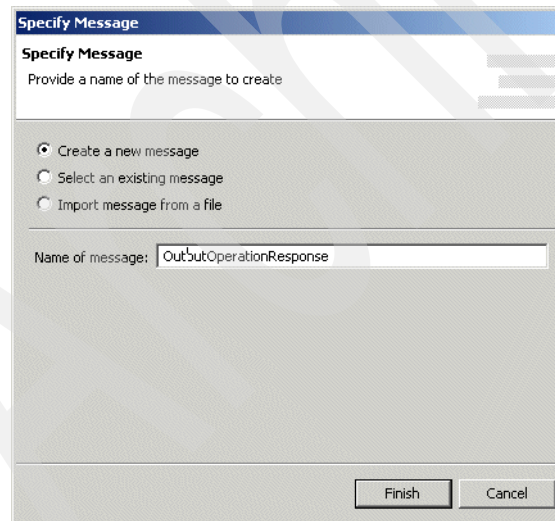 Specify Message
Specify Message
Provide a name of the message to create
Create a new message
Select an existing message
Import message from a file
Name of message: OutputOperationResponse
Finish Cancel